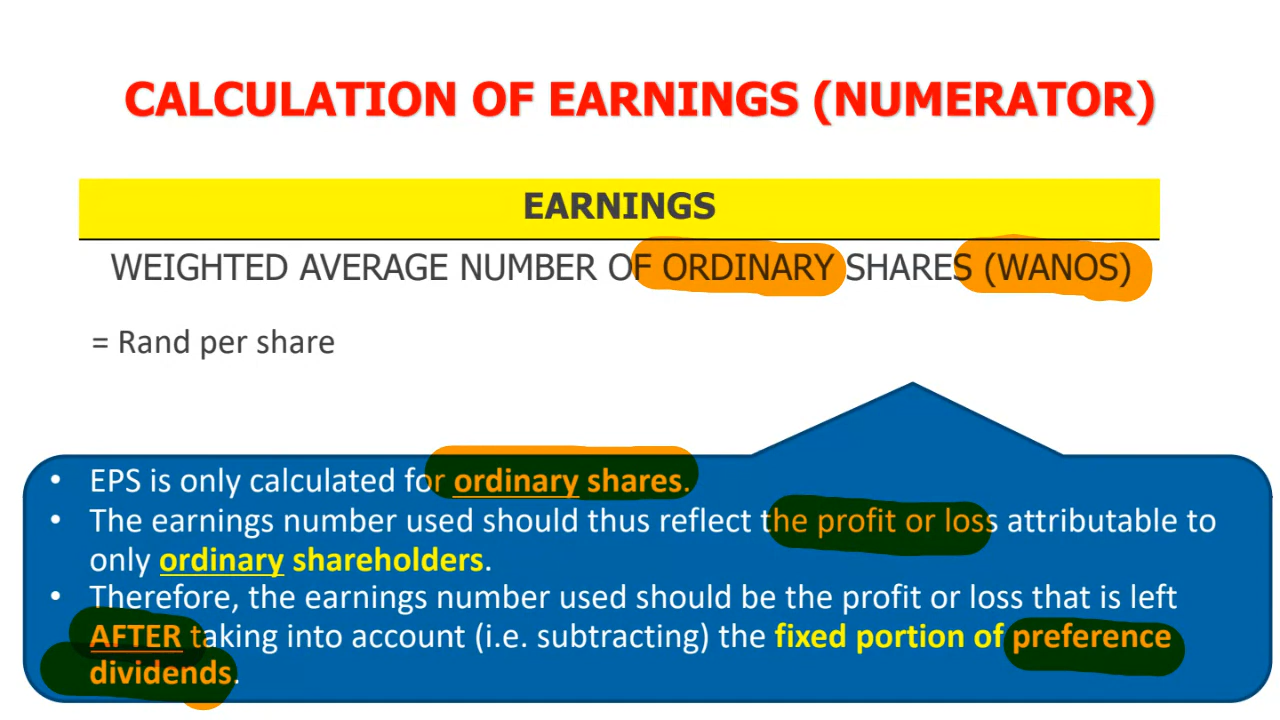 CALCULATION OF EARNINGS (NUMERATOR)
EARNINGS
WEIGHTED AVERAGE NUMBER OF ORDINARY SHARES (WANOS)
= Rand per share
• EPS is only calculated for ordinary shares.
• The earnings number used should thus reflect the profit or loss attributable to
only ordinary shareholders.
• Therefore, the earnings number used should be the profit or loss that is left
AFTER taking into account (i.e. subtracting) the fixed portion of preference
dividends.